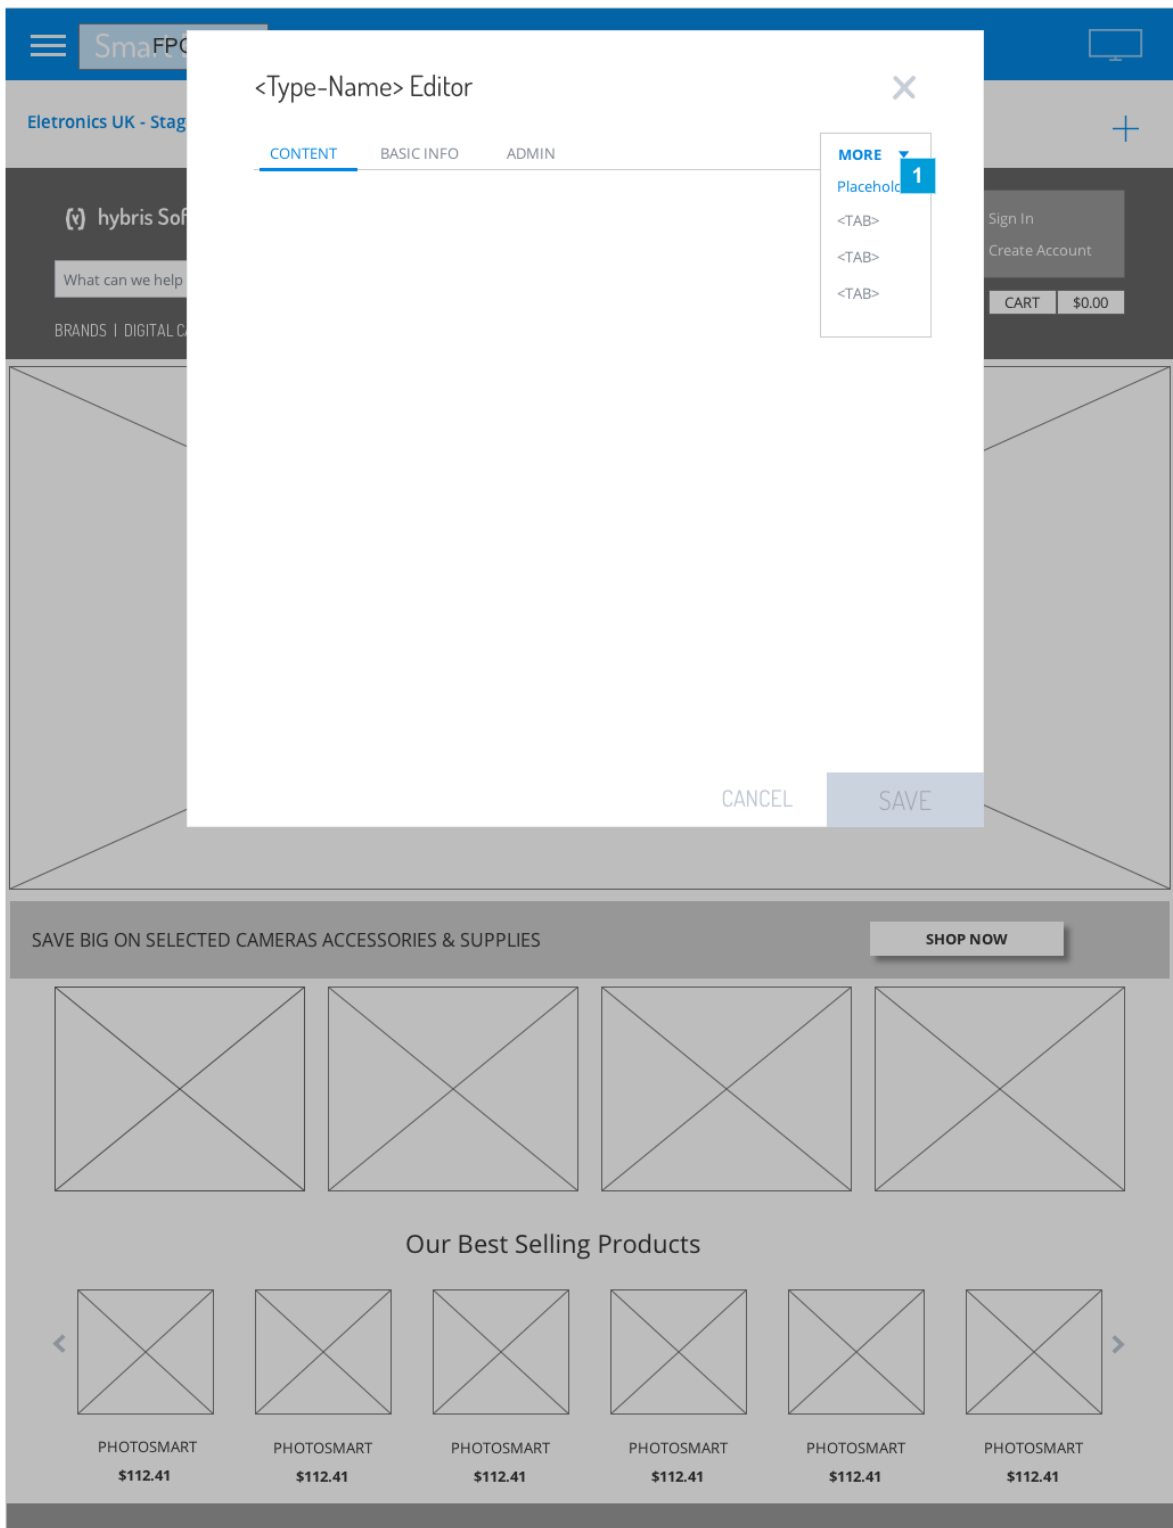 Smart
FPO
<Type-Name> Editor
Eletronics UK - Stag
CONTENT BASIC INFO ADMIN MORE
1
Placehold
<TAB>
<TAB>
<TAB>
(y) hybris Sof
Sign In
Create Account
What can we help
CART $0.00
BRANDS | DIGITAL CA
CANCEL SAVE
SAVE BIG ON SELECTED CAMERAS ACCESSORIES & SUPPLIES SHOP NOW
Our Best Selling Products
PHOTOSMART PHOTOSMART PHOTOSMART PHOTOSMART PHOTOSMART PHOTOSMART
$112.41 $112.41 $112.41 $112.41 $112.41 $112.41